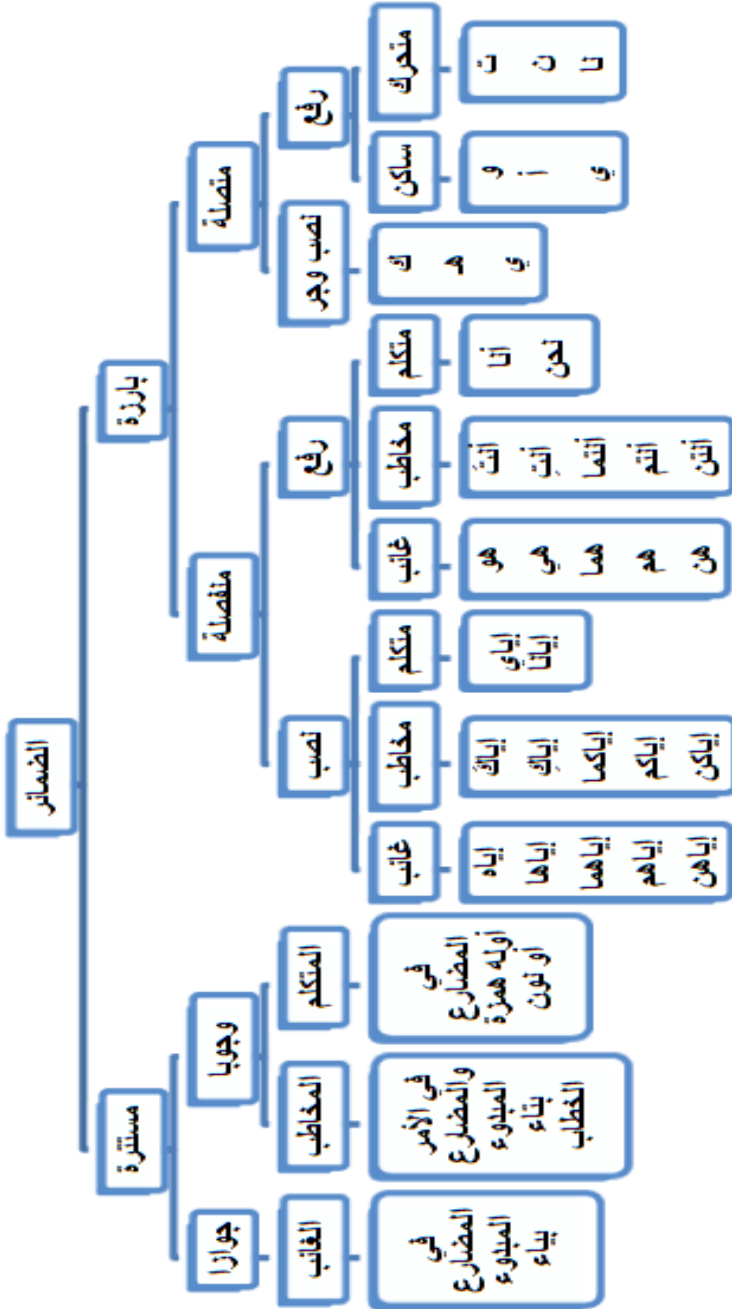 الضمائر
بارزة
مستترة
متصلة
منفصلة
وجوبا
جوازا
رفع
نصب وجر
رفع
نصب
المتكلم
المخاطب
الغائب
متحرك
ساكن
متكلم
مخاطب
غائب
متكلم
مخاطب
غائب
ت
ن
نا
و
أ
ي
ك
هـ
ي
أنا
نحن
أنتَ
أنتِ
أنتما
أنتم
أنتن
هو
هي
هما
هم
هن
إياي
إيانا
إياكَ
إياكِ
إياكما
إياكم
إياكن
إياه
إياها
إياهما
إياهم
إياهن
في
المضارع
أوله همزة
أو نون
في الأمر
والمضارع
المبدوء
بتاء
الخطاب
في
المضارع
المبدوء
بتاء